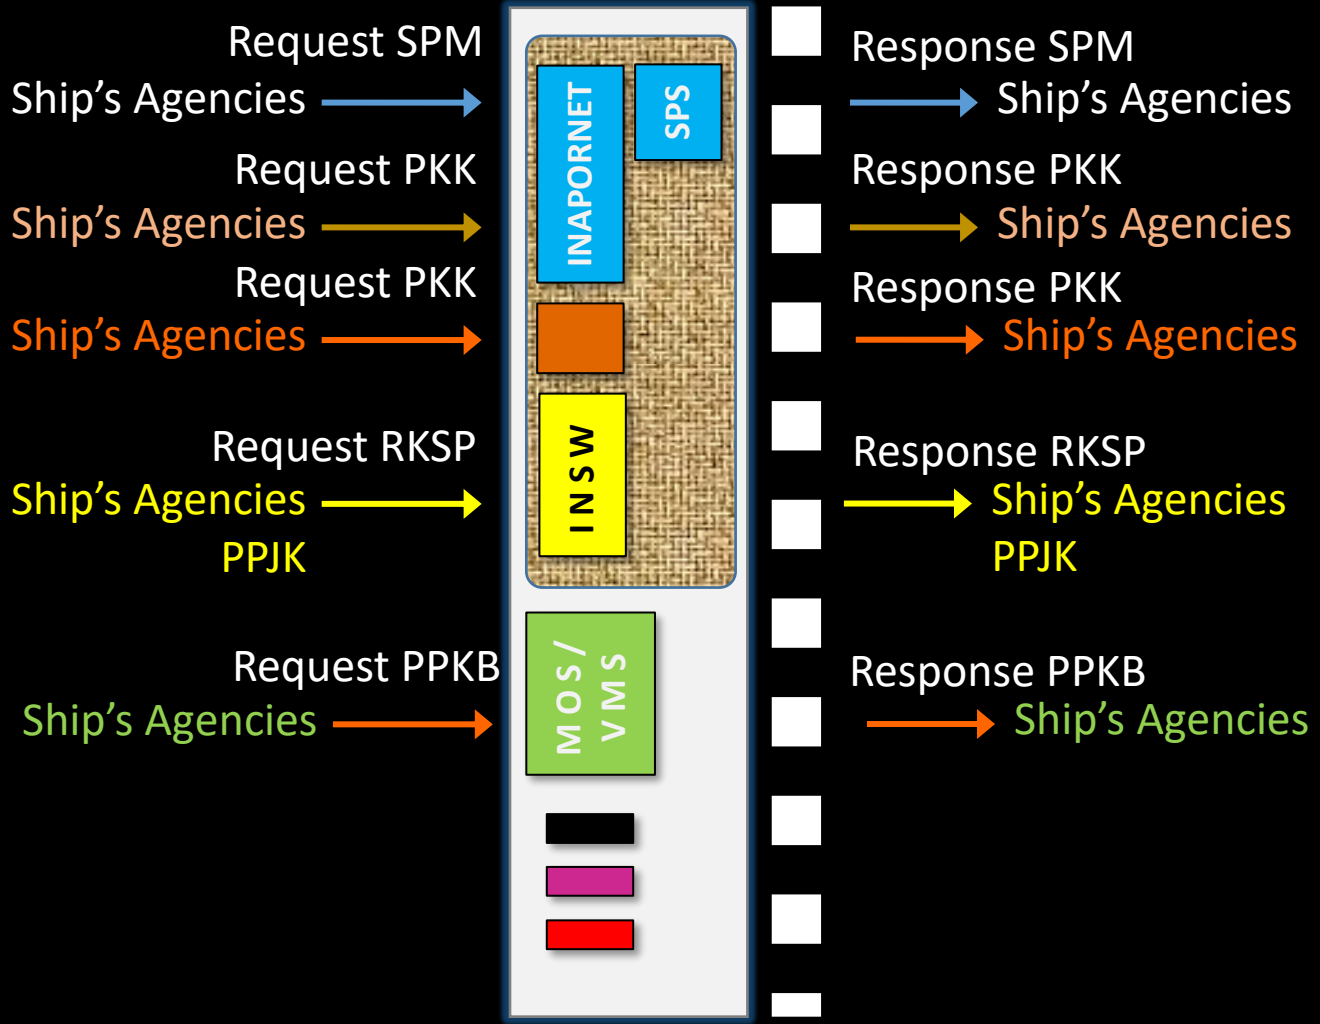 Request SPM
Ship's Agencies
Request PKK
Ship's Agencies
Request PKK
Ship's Agencies
Request RKSP
Ship's Agencies
PPJK
Request PPKB
Ship's Agencies
INAPORNET
SPS
INSW
MOS/
VMS
Response SPM
Ship's Agencies
Response PKK
Ship's Agencies
Response PKK
Ship's Agencies
Response RKSP
Ship's Agencies
PPJK
Response PPKB
Ship's Agencies